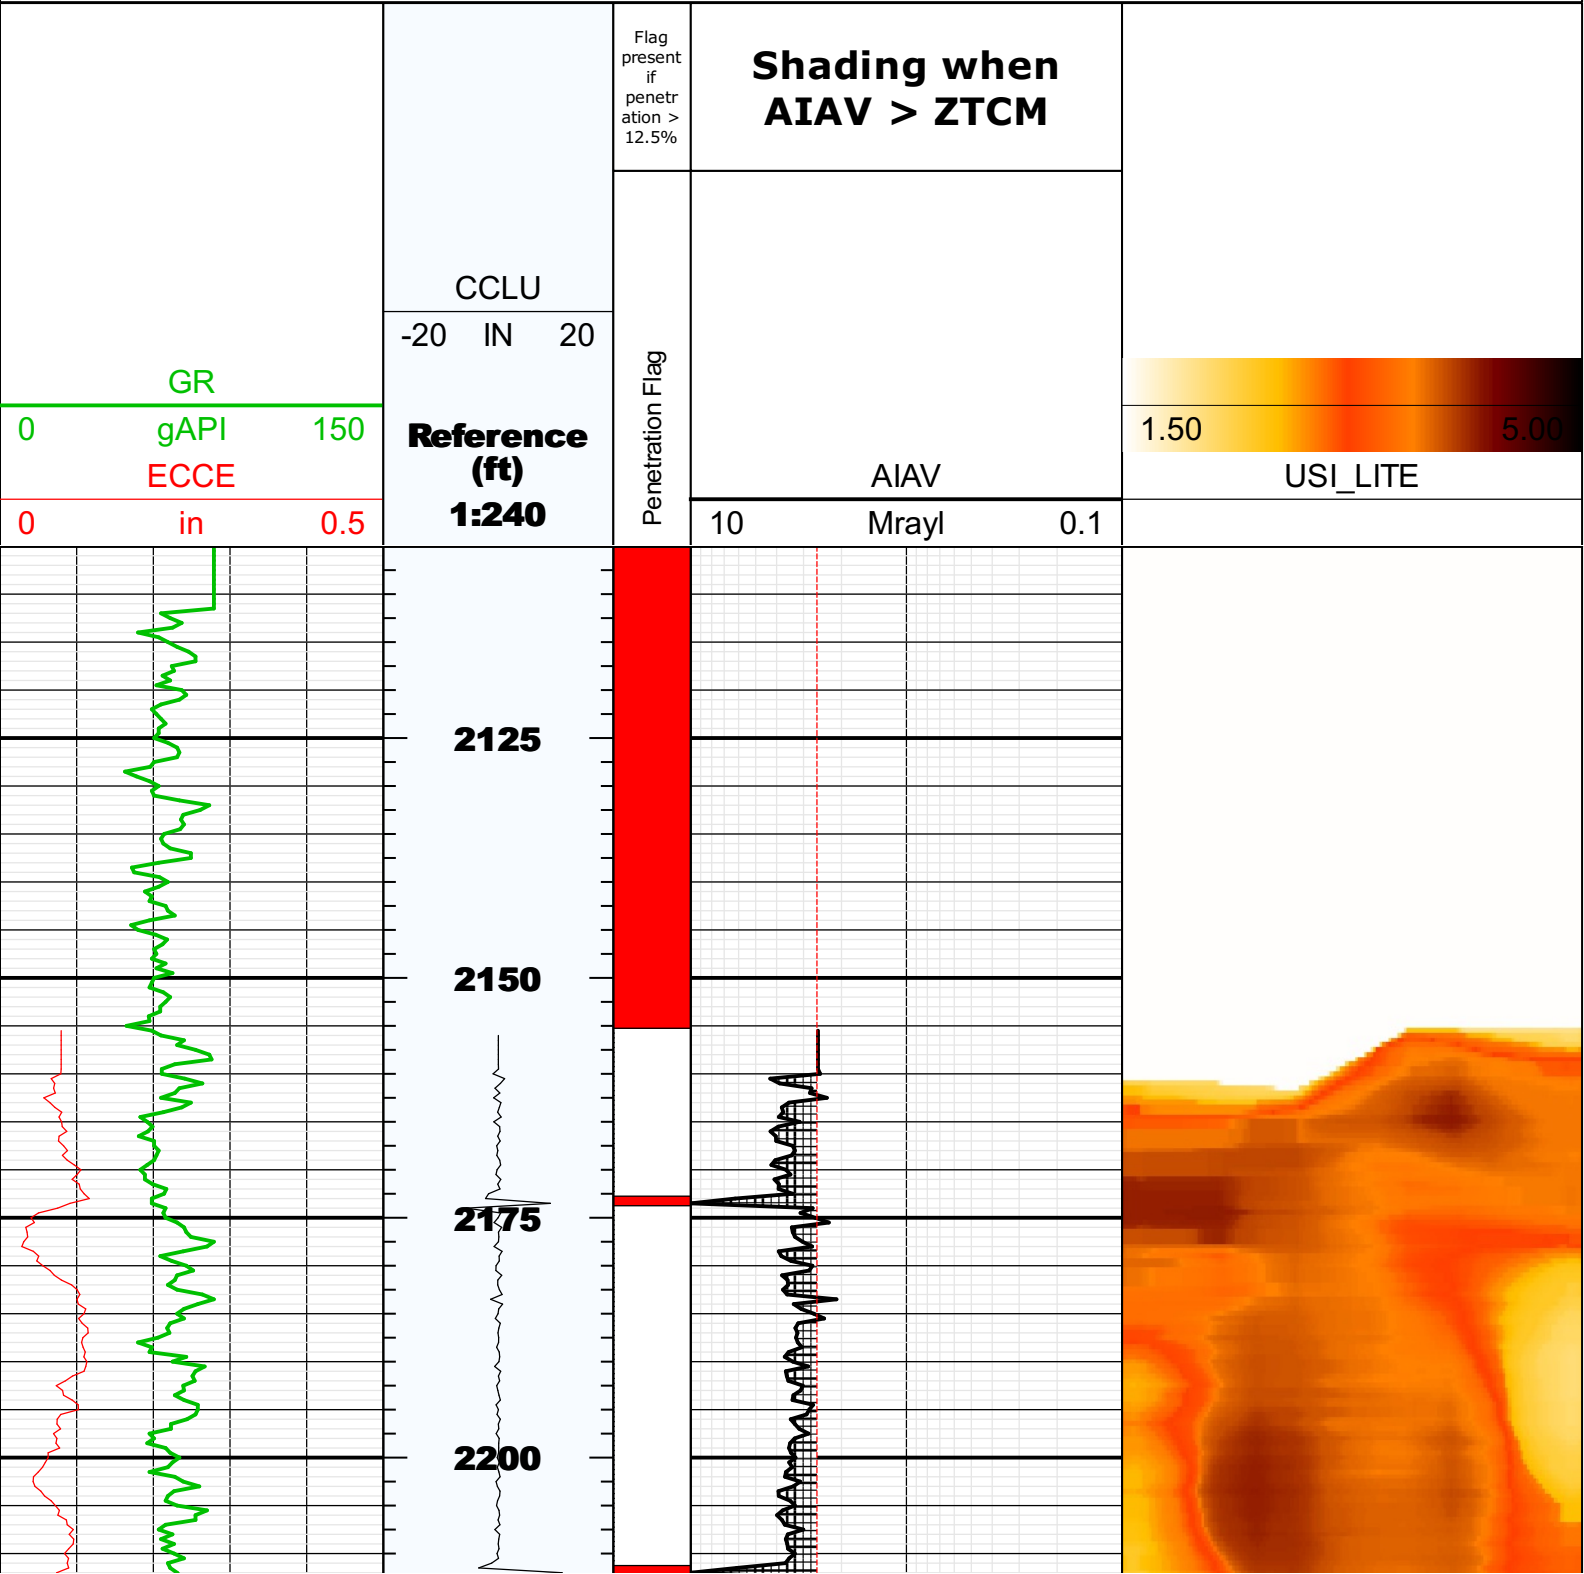 Flag
present
if
penetr
ation >
12.5%
Shading when
AIAV > ZTCM
CCLU
-20 IN 20
GR
0 gAPI 150
ECCE
0 in 0.5
Reference
(ft)
1:240
Penetration Flag
AIAV
10 Mrayl 0.1
1.50 5.00
USI_LITE
2125
2150
2175
2200